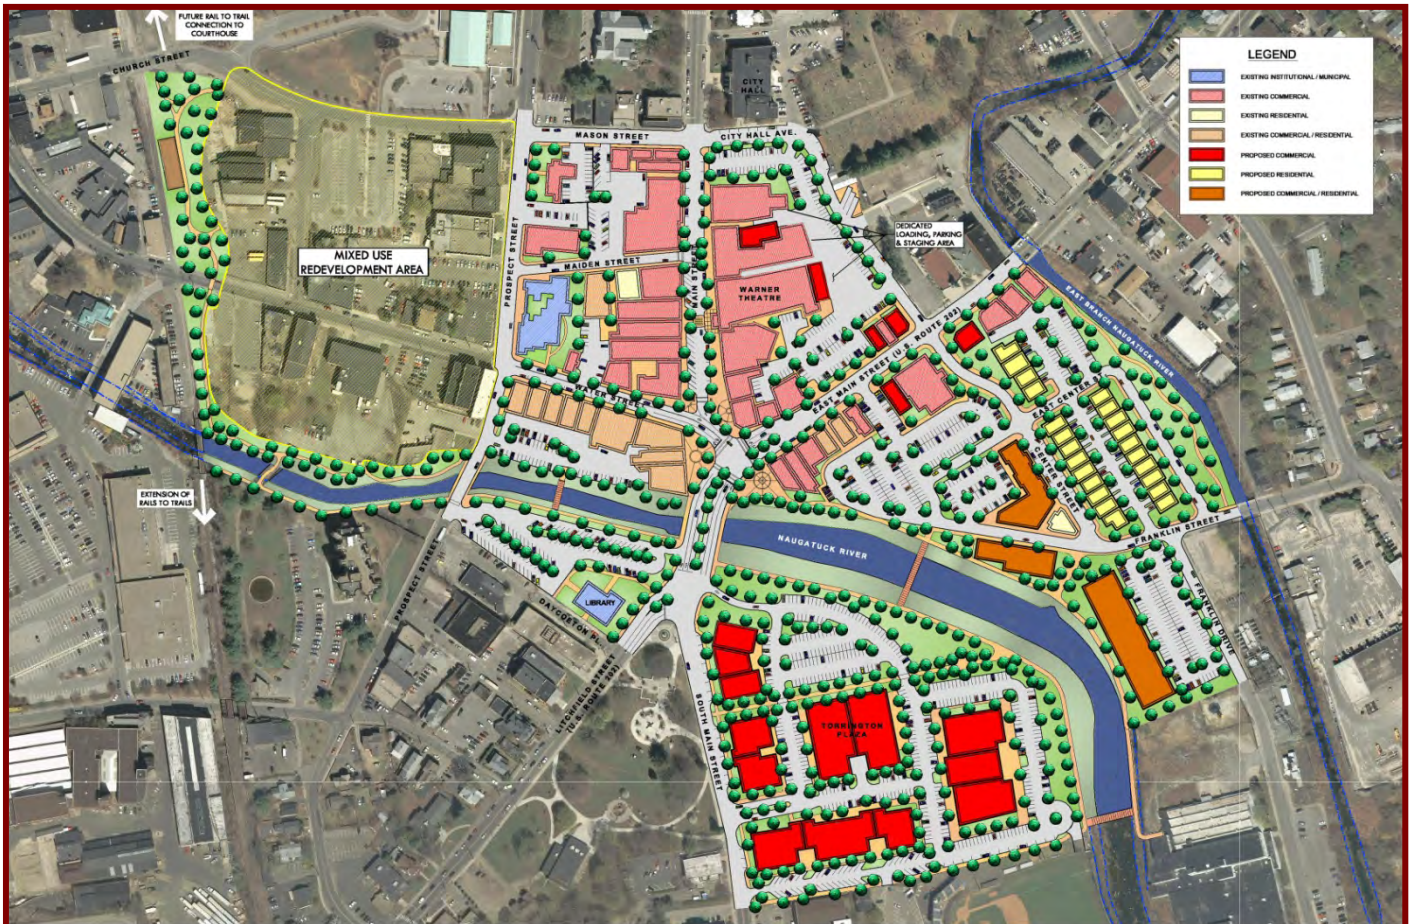 FUTURE RAIL TO TRAIL
CONNECTION TO
COURTHOUSE
CHURCH STREET
LEGEND
EXISTING INSTITUTIONAL / MUNICIPAL
EXISTING COMMERCIAL
EXISTING RESIDENTIAL
EXISTING COMMERCIAL / RESIDENTIAL
PROPOSED COMMERCIAL
PROPOSED RESIDENTIAL
PROPOSED COMMERCIAL / RESIDENTIAL
CITY
HALL
MASON STREET
CITY HALL AVE.
PROSPECT STREET
MIXED USE
REDEVELOPMENT AREA
MAIDEN STREET
MAIN STREET
DEDICATED
LOADING, PARKING
& STAGING AREA
WARNER
THEATRE
EAST MAIN STREET (U.S. ROUTE 202)
EAST BRANCH NAUGATUCK RIVER
WATER STREET
EAST CENTER S
CENTER STREET
FRANKLIN STREET
FRANKLIN DRIVE
EXTENSION OF
RAILS TO TRAILS
NAUGATUCK RIVER
PROSPECT STREET
LIBRARY
DAYCOETON PL.
LITCHFIELD STREET
(U.S. ROUTE 202)
SOUTH MAIN STREET
TORRINGTON
PLAZA